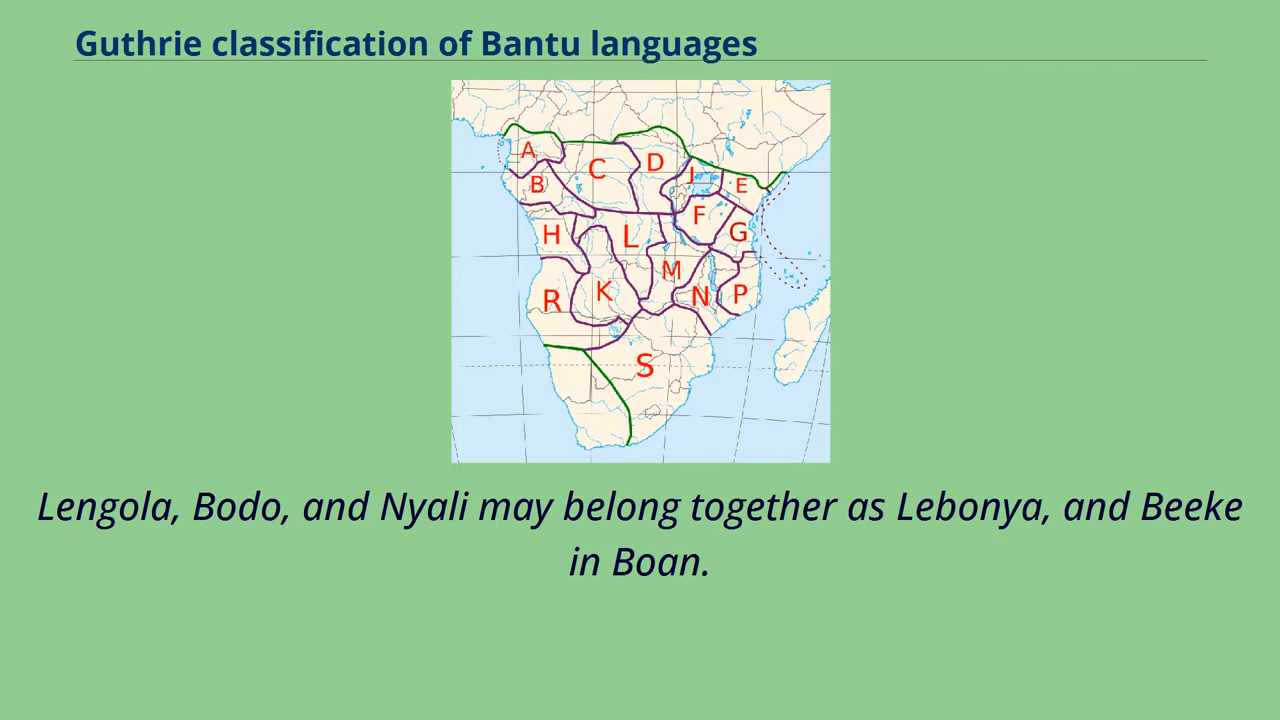 Guthrie classification of Bantu languages
A
B
C
D
J
E
F
G
H
L
M
K
N
P
R
S
Lengola, Bodo, and Nyali may belong together as Lebonya, and Beeke
in Boan.